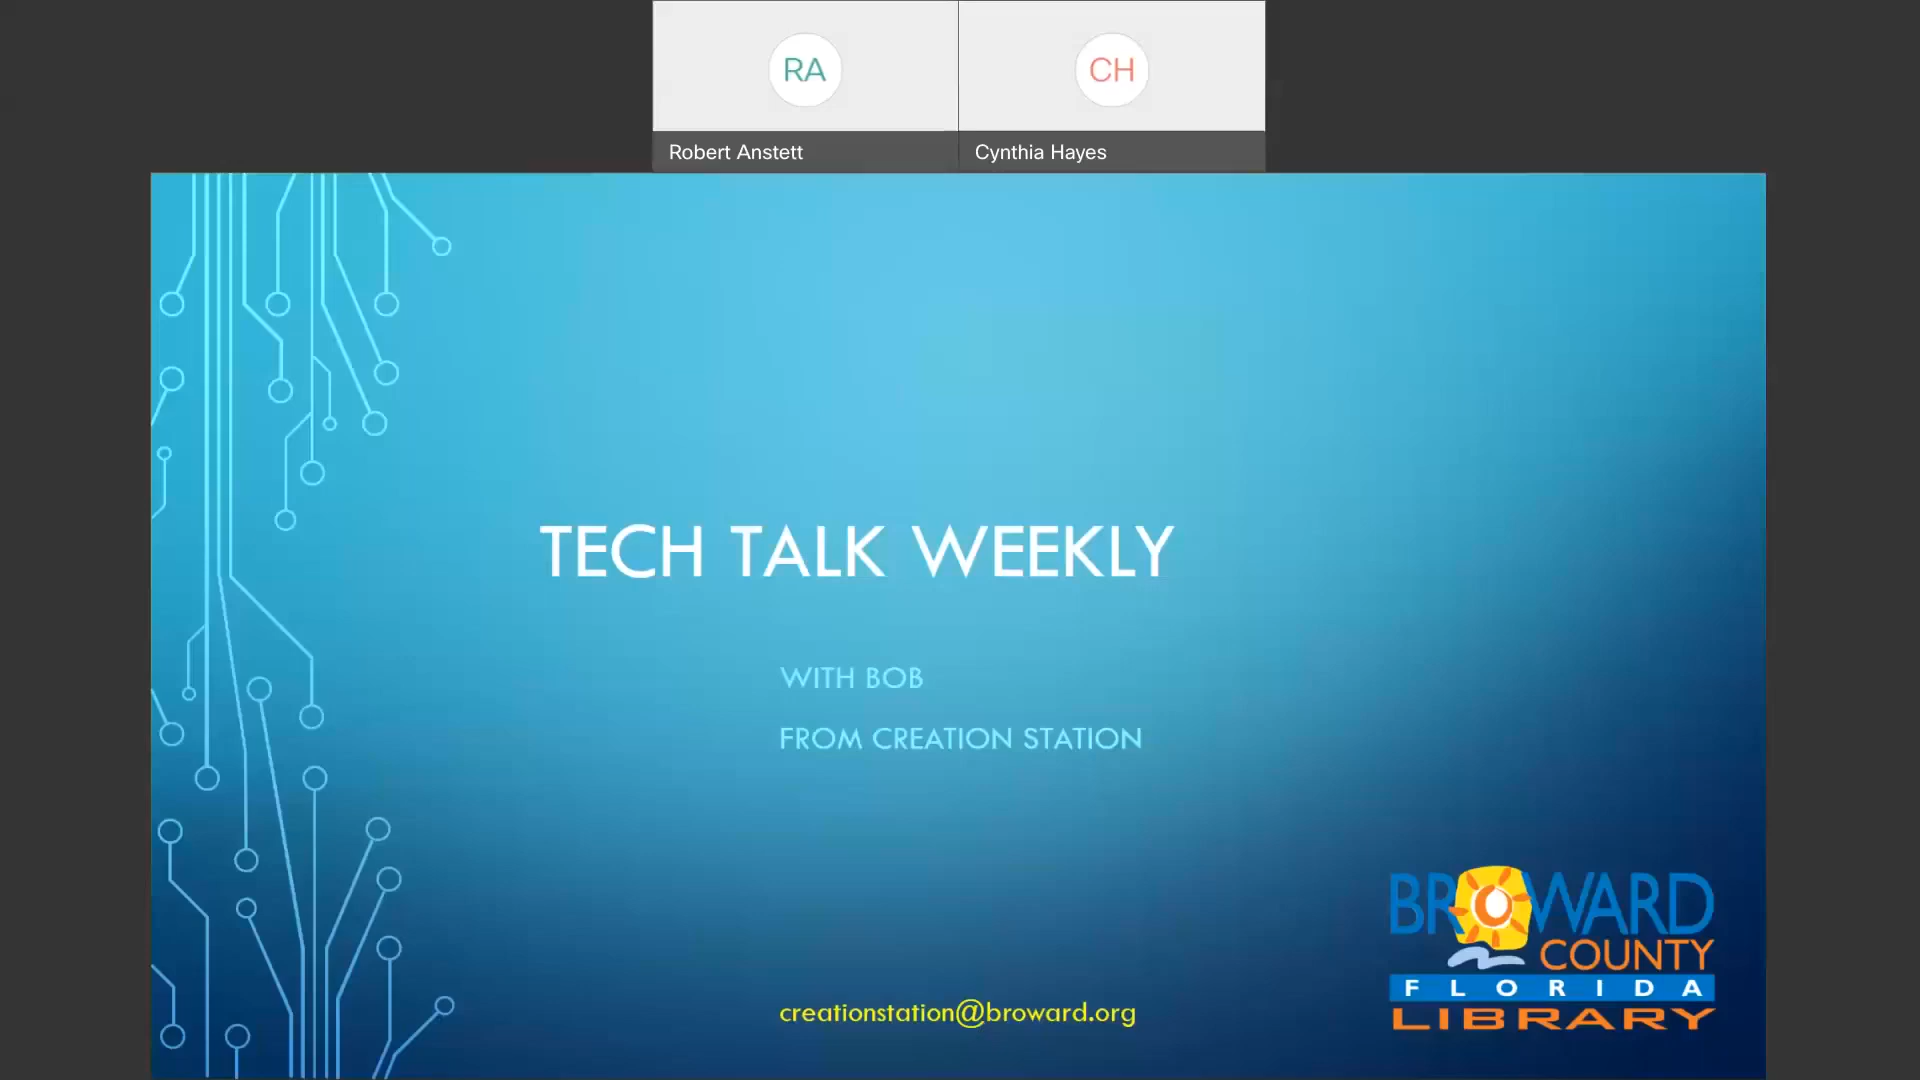 RA
CH
Robert Anstett
Cynthia Hayes
TECH TALK WEEKLY
WITH BOB
FROM CREATION STATION
BROWARD
COUNTY
FLORIDA
LIBRARY
creationstation@broward.org